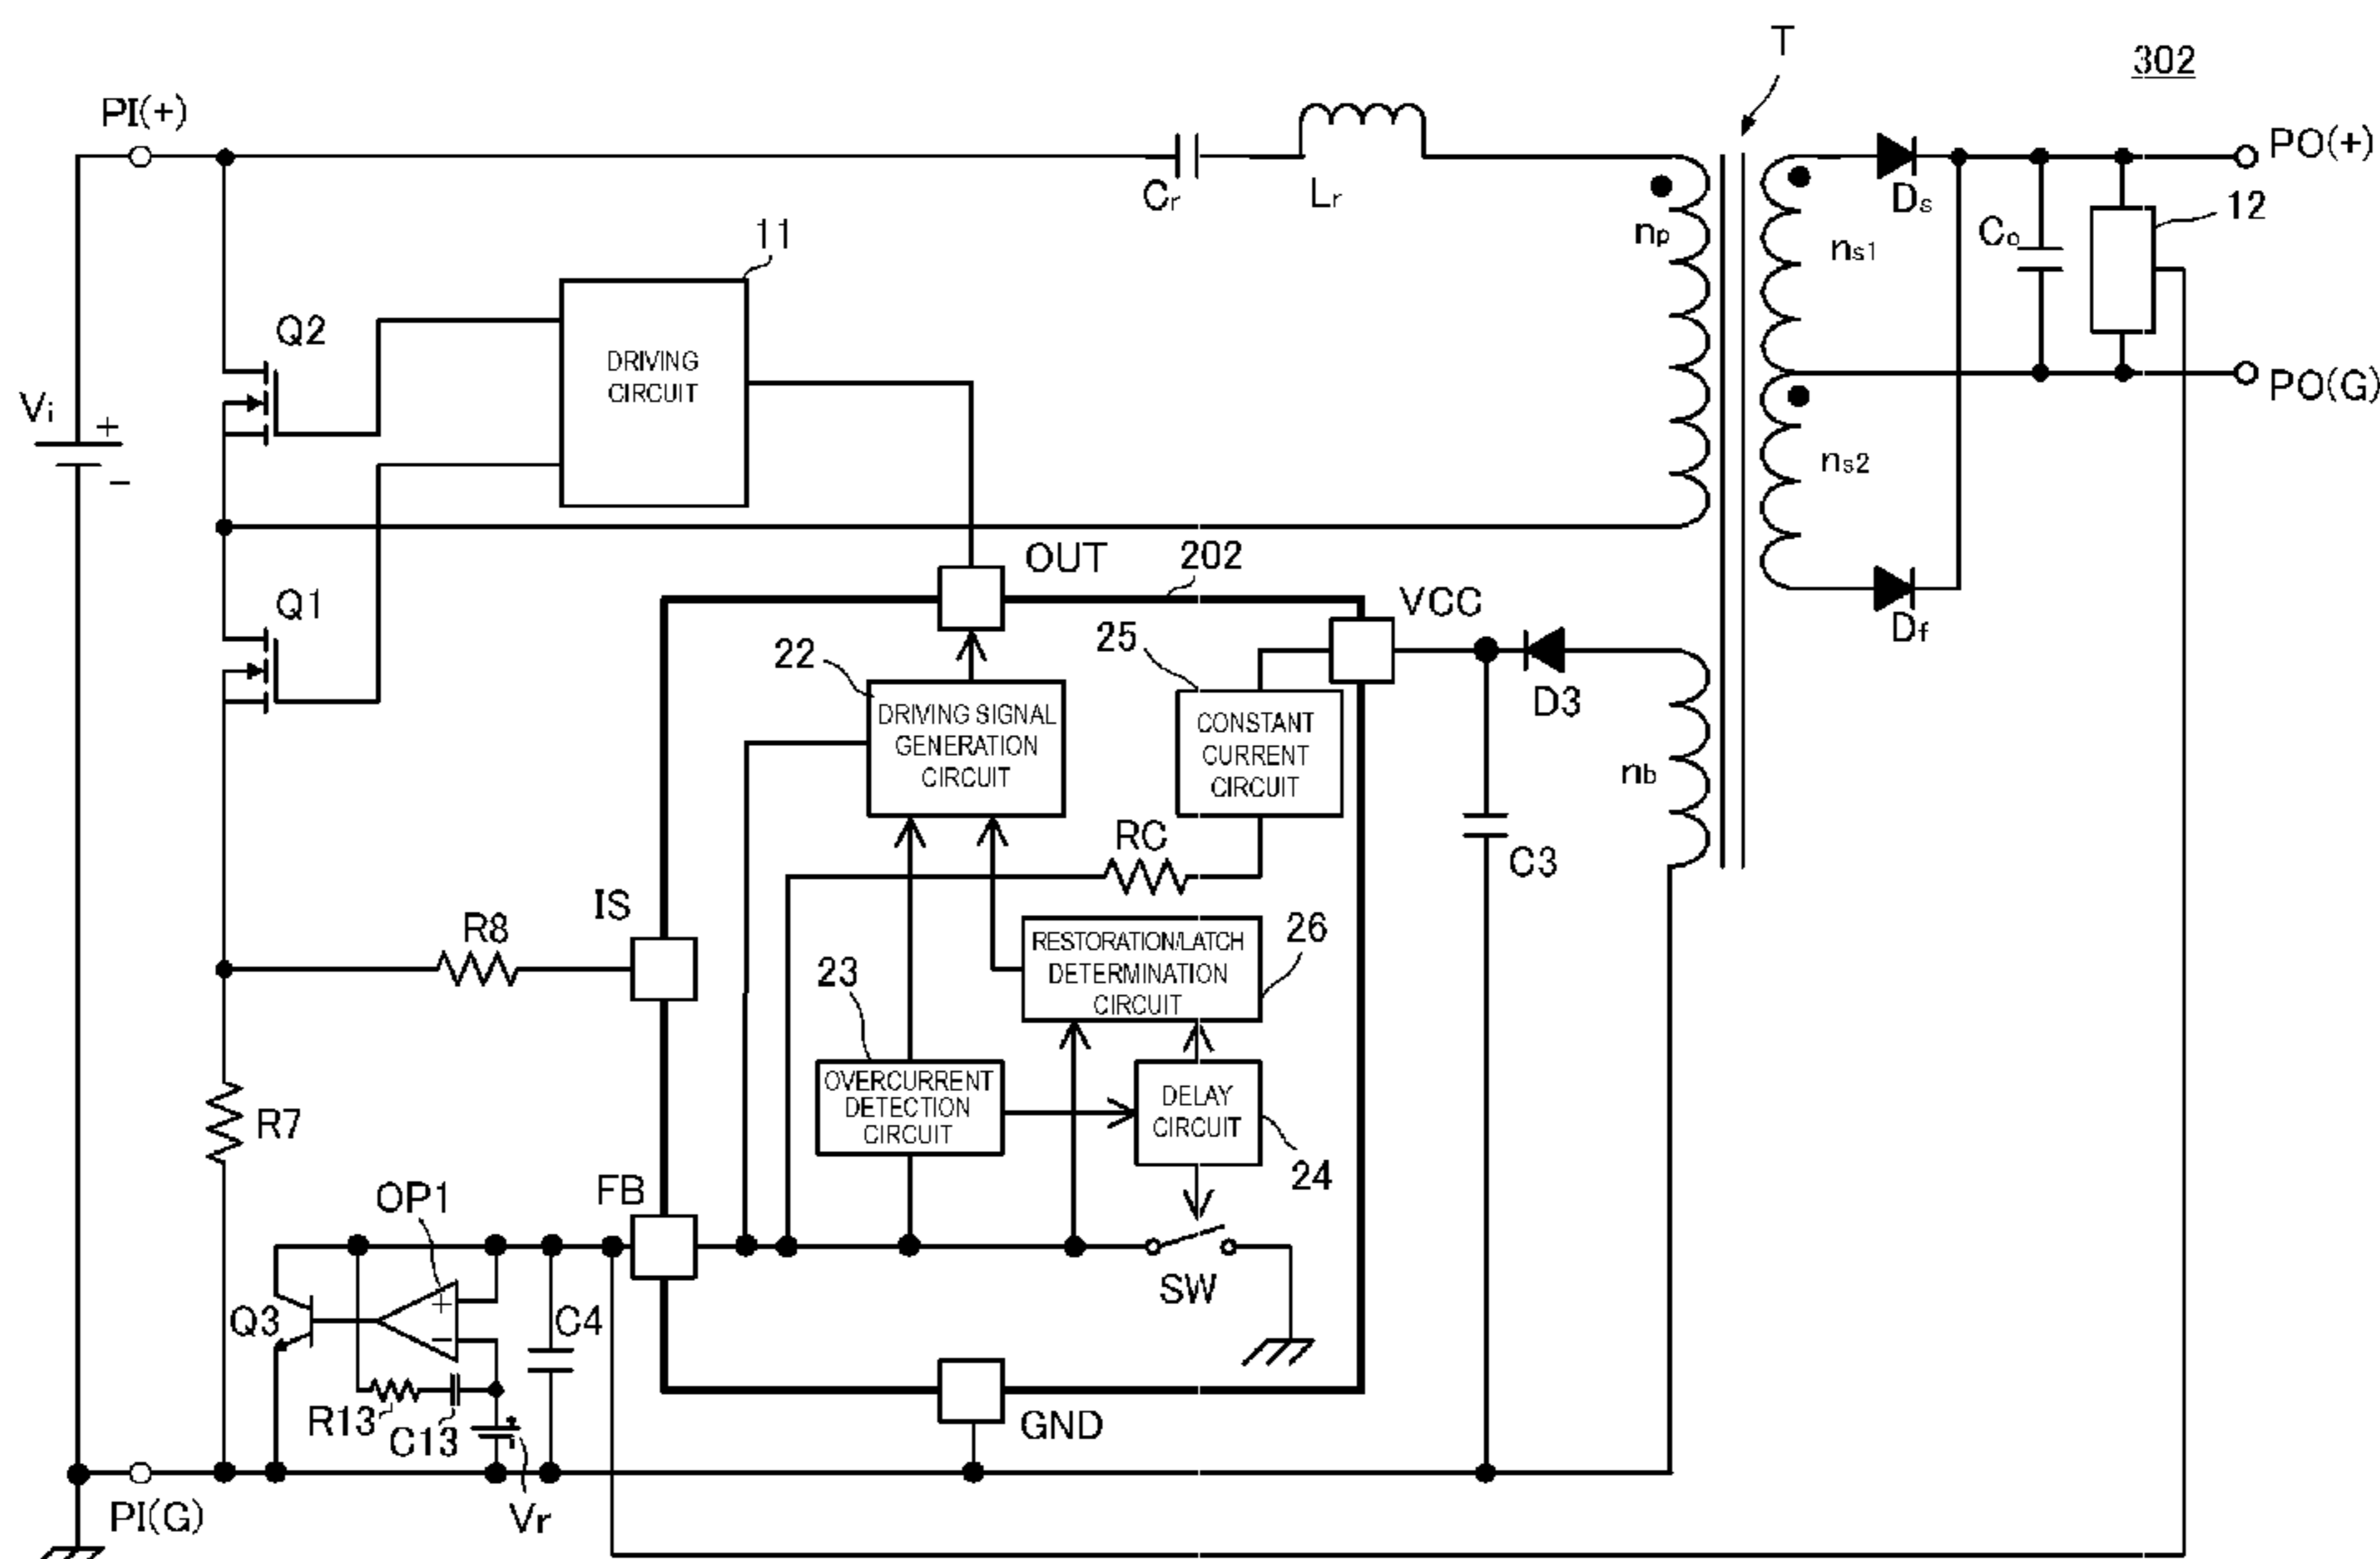 T
302
PI(+)
PO(+)
Cr
Lr
Ds
12
11
np
ns1
Co
Q2
DRIVING
CIRCUIT
Vi
+
−
PO(G)
ns2
OUT
202
Q1
VCC
Df
22
25
D3
DRIVING SIGNAL
GENERATION
CIRCUIT
CONSTANT
CURRENT
CIRCUIT
nb
RC
C3
IS
R8
26
RESTORATION/LATCH
DETERMINATION
CIRCUIT
23
OVERCURRENT
DETECTION
CIRCUIT
DELAY
CIRCUIT
R7
24
FB
OP1
SW
Q3
+
−
C4
R13
C13
+
GND
PI(G)
Vr